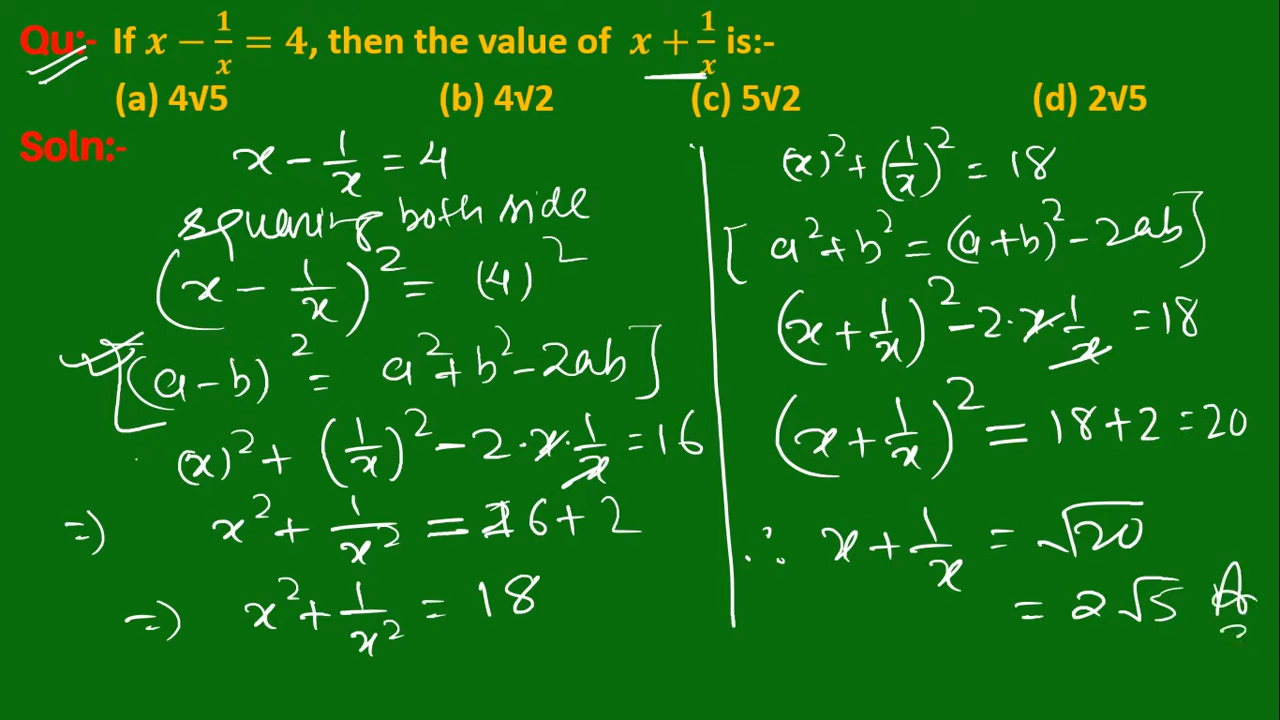 Qu:- If x − 1/x = 4, then the value of x + 1/x is:-
(a) 4√5 (b) 4√2 (c) 5√2 (d) 2√5
Soln:-
x − 1/x = 4
squaring both side
(x − 1/x)² = (4)²
[(a − b)² = a² + b² − 2ab]
(x)² + (1/x)² − 2·x·1/x = 16
⇒) x² + 1/x² = 16 + 2
⇒) x² + 1/x² = 18
(x)² + (1/x)² = 18
[a² + b² = (a + b)² − 2ab]
(x + 1/x)² − 2·x·1/x = 18
(x + 1/x)² = 18 + 2 = 20
∴ x + 1/x = √20
= 2√5 A